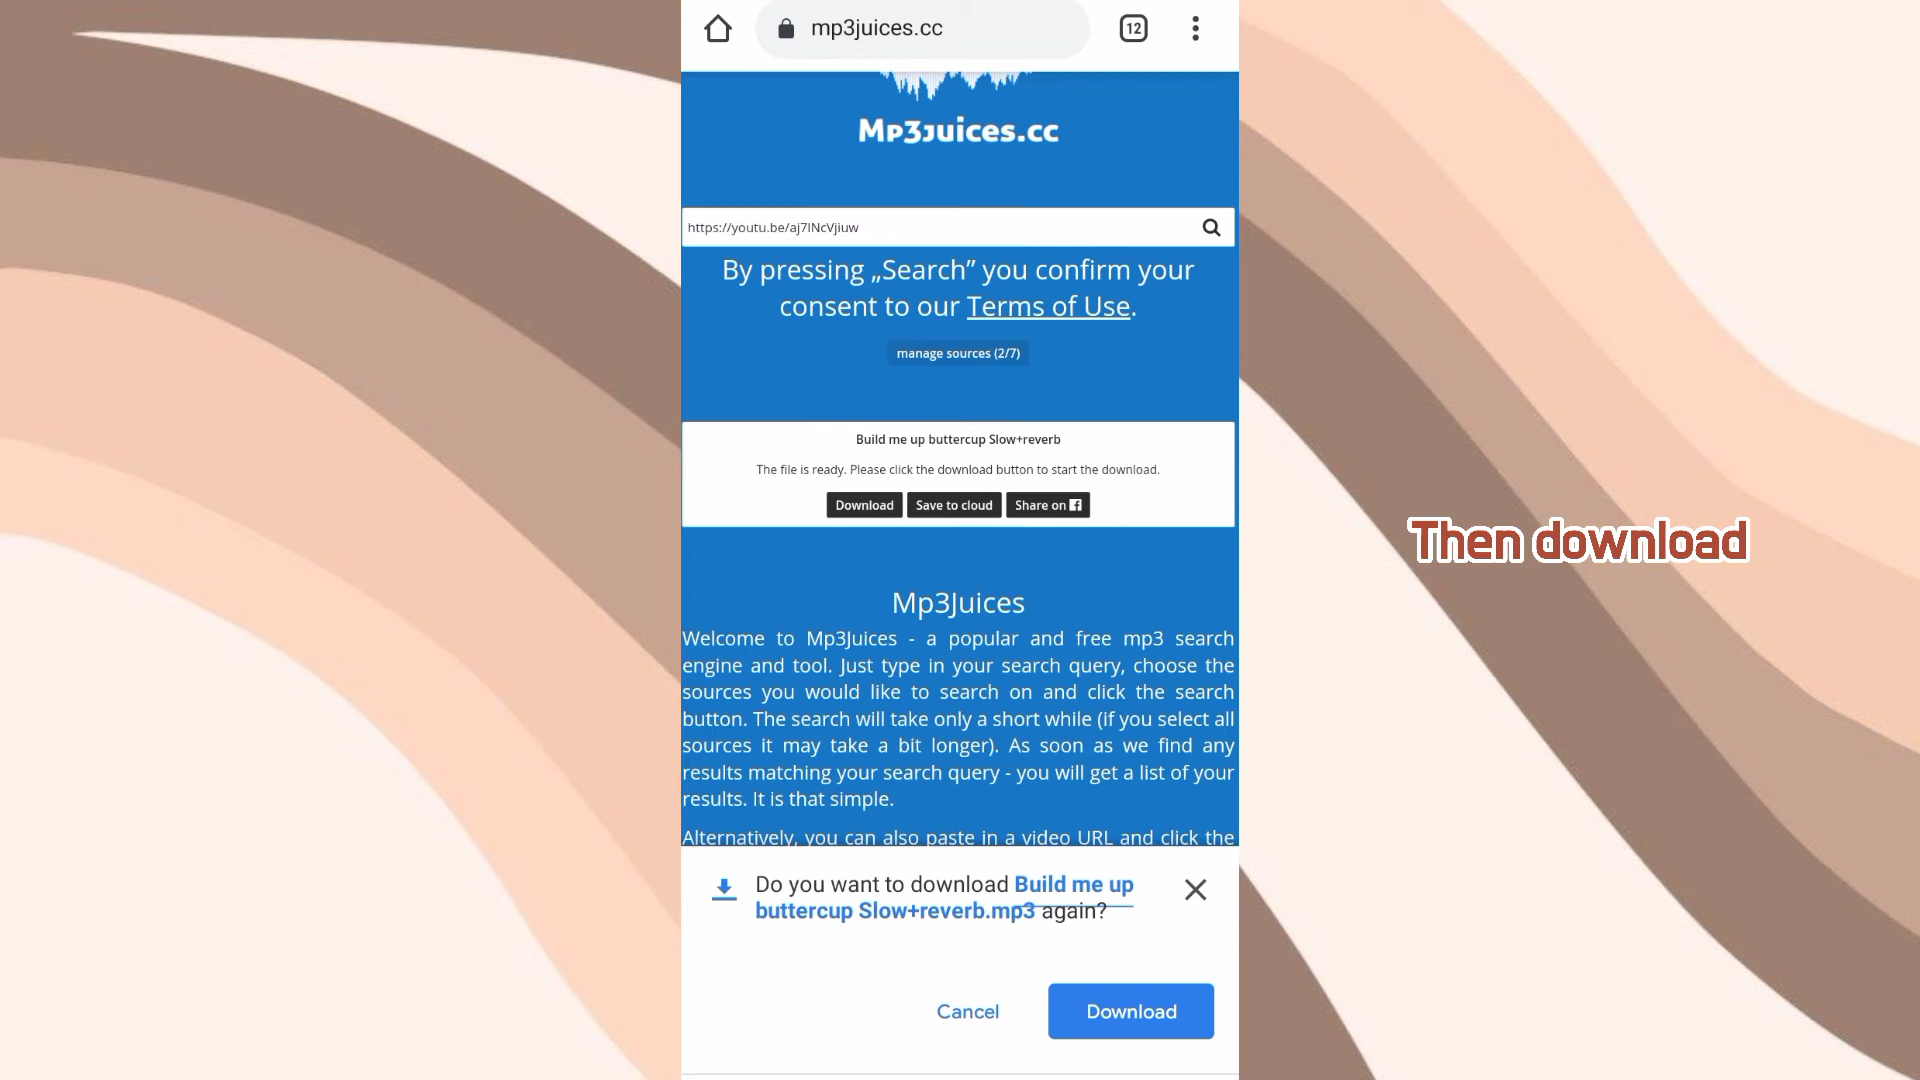 mp3juices.cc
12
Mp3Juices.cc
https://youtu.be/aj7lNcVjiuw
By pressing „Search” you confirm your
consent to our Terms of Use.
manage sources (2/7)
Build me up buttercup Slow+reverb
The file is ready. Please click the download button to start the download.
Download Save to cloud Share on
Mp3Juices
Welcome to Mp3Juices - a popular and free mp3 search
engine and tool. Just type in your search query, choose the
sources you would like to search on and click the search
button. The search will take only a short while (if you select all
sources it may take a bit longer). As soon as we find any
results matching your search query - you will get a list of your
results. It is that simple.
Alternatively, you can also paste in a video URL and click the
Do you want to download Build me up
buttercup Slow+reverb.mp3 again?
Cancel Download
Then download